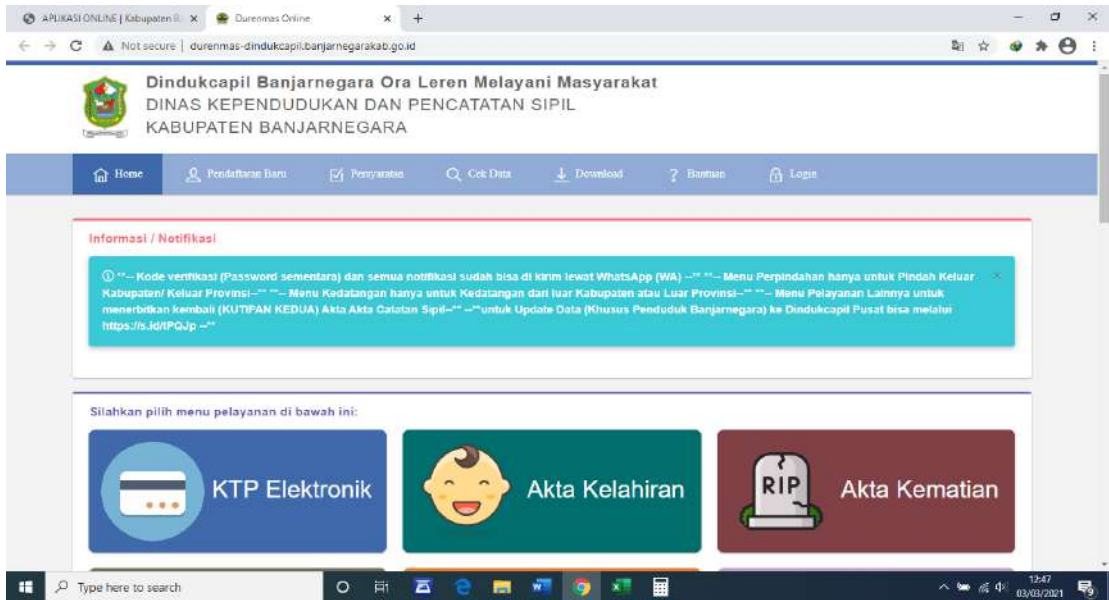 APLIKASI ONLINE | Kabupaten B
Durenmas Online
Not secure | durenmas-dindukcapil.banjarnegarakab.go.id
Dindukcapil Banjarnegara Ora Leren Melayani Masyarakat
DINAS KEPENDUDUKAN DAN PENCATATAN SIPIL
KABUPATEN BANJARNEGARA
Home Pendaftaran Baru Persyaratan Cek Data Download Bantuan Login
Informasi / Notifikasi
**-- Kode verifikasi (Password sementara) dan semua notifikasi sudah bisa di kirim lewat WhatsApp (WA) --** **-- Menu Perpindahan hanya untuk Pindah Keluar
Kabupaten/ Keluar Provinsi--** **-- Menu Kedatangan hanya untuk Kedatangan dari luar Kabupaten atau Luar Provinsi--** **-- Menu Pelayanan Lainnya untuk
menerbitkan kembali (KUTIPAN KEDUA) Akta Akta Catatan Sipil--** --**untuk Update Data (Khusus Penduduk Banjarnegara) ke Dindukcapil Pusat bisa melalui
https://s.id/tPQJp --**
Silahkan pilih menu pelayanan di bawah ini:
KTP Elektronik
Akta Kelahiran
RIP
Akta Kematian
Type here to search
12:47
03/03/2021